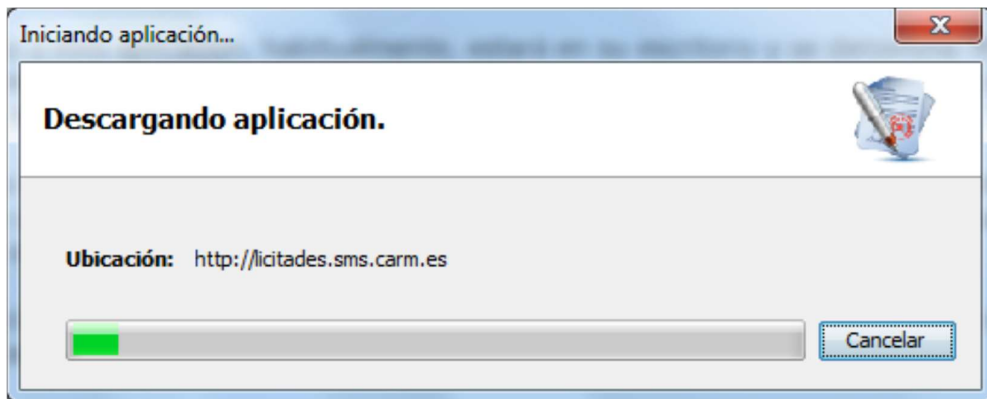 Iniciando aplicación...
Descargando aplicación.
Ubicación: http://licitades.sms.carm.es
Cancelar